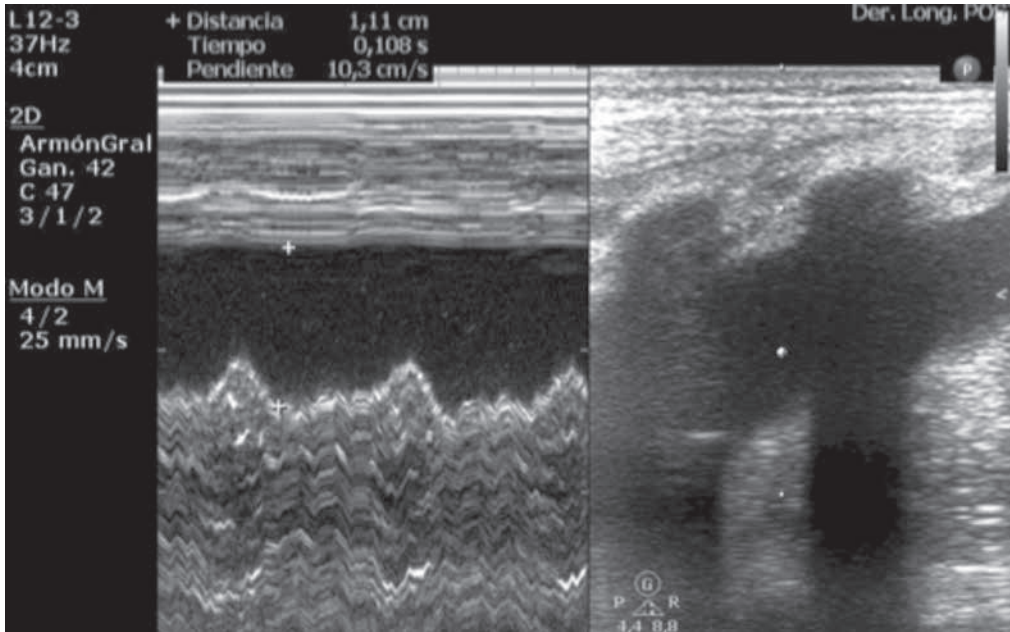 L12-3
37Hz
4cm
2D
ArmónGral
Gan. 42
C 47
3/1/2
Modo M
4/2
25 mm/s
+ Distancia 1,11 cm
Tiempo 0,108 s
Pendiente 10,3 cm/s
Der. Long. POS
P
<
G
P R
4.4 8.8